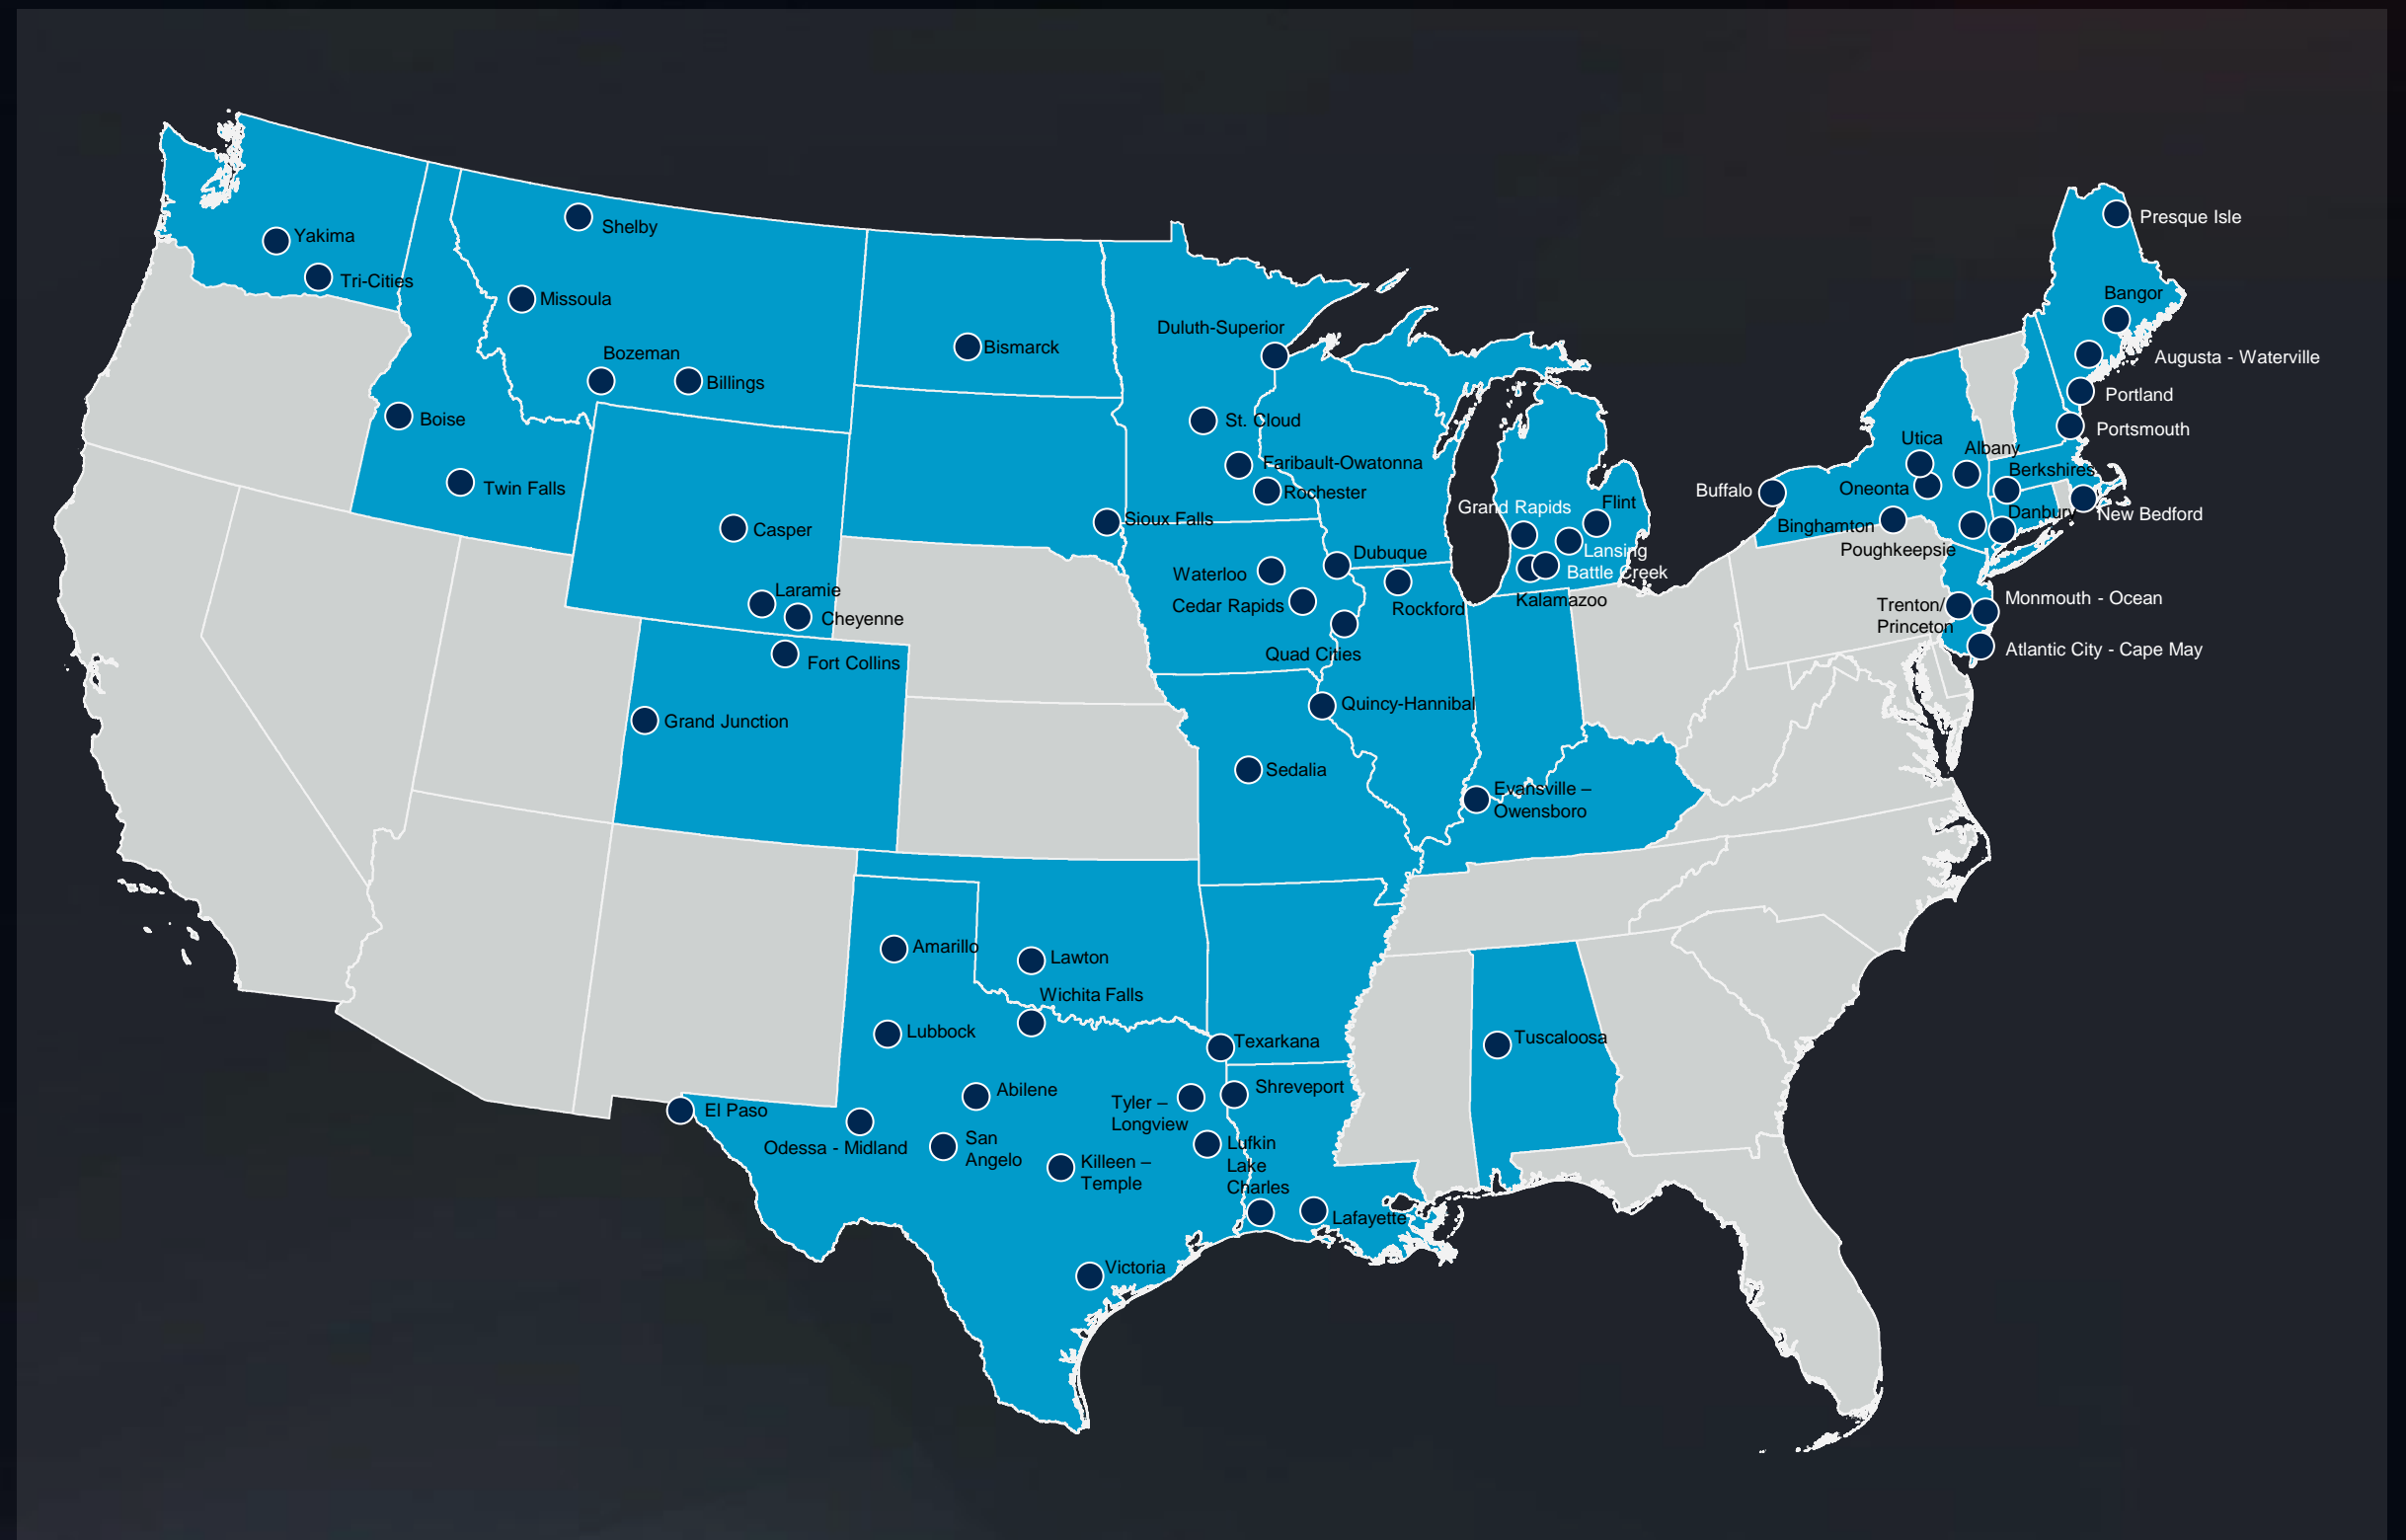 Presque Isle
Shelby
Yakima
Tri-Cities
Missoula
Bangor
Duluth-Superior
Bismarck
Bozeman
Billings
Augusta - Waterville
Portland
Boise
St. Cloud
Portsmouth
Utica
Albany
Faribault-Owatonna
Berkshires
Twin Falls
Rochester
Buffalo
Oneonta
Grand Rapids
Flint
Sioux Falls
Danbury
New Bedford
Casper
Binghamton
Poughkeepsie
Dubuque
Lansing
Waterloo
Battle Creek
Laramie
Cedar Rapids
Rockford
Kalamazoo
Monmouth - Ocean
Trenton/
Princeton
Cheyenne
Quad Cities
Atlantic City - Cape May
Fort Collins
Quincy-Hannibal
Grand Junction
Sedalia
Evansville –
Owensboro
Amarillo
Lawton
Wichita Falls
Lubbock
Texarkana
Tuscaloosa
Abilene
Shreveport
Tyler –
Longview
El Paso
Odessa - Midland
San
Angelo
Lufkin
Killeen –
Temple
Lake
Charles
Lafayette
Victoria